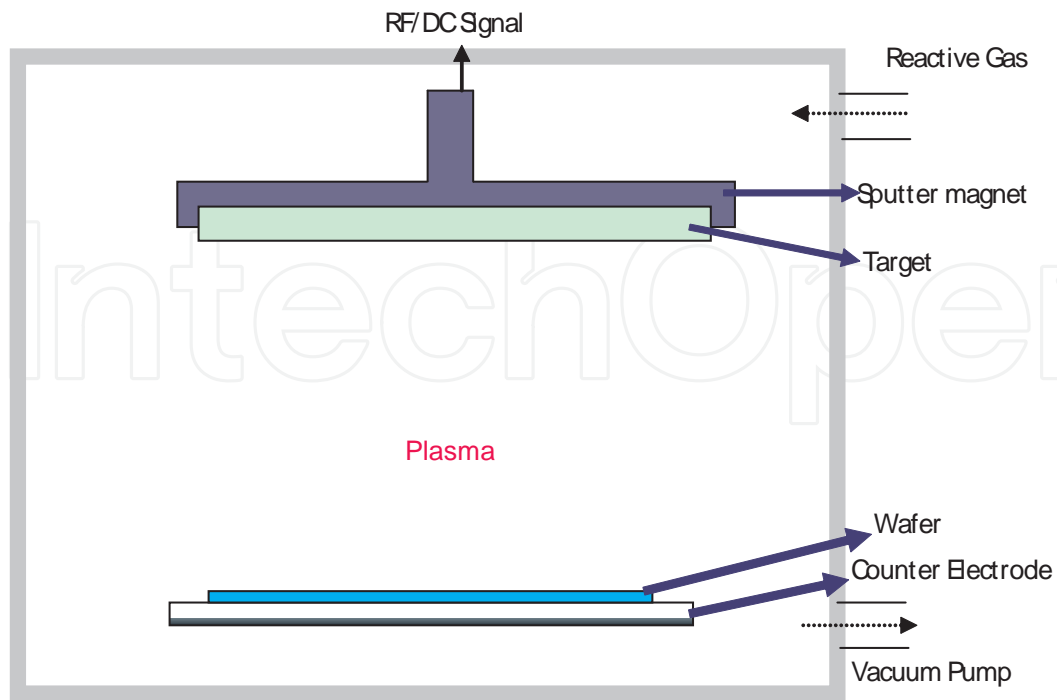 RF/DC Signal
Reactive Gas
Sputter magnet
Target
IntechOpen
Plasma
Wafer
Counter Electrode
Vacuum Pump